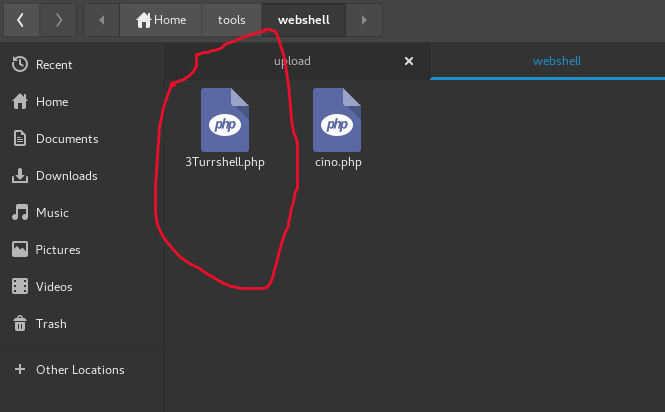 Home tools webshell
Recent
upload
webshell
Home
Documents
Downloads
Music
Pictures
Videos
Trash
Other Locations
php
php
3Turrshell.php
cino.php